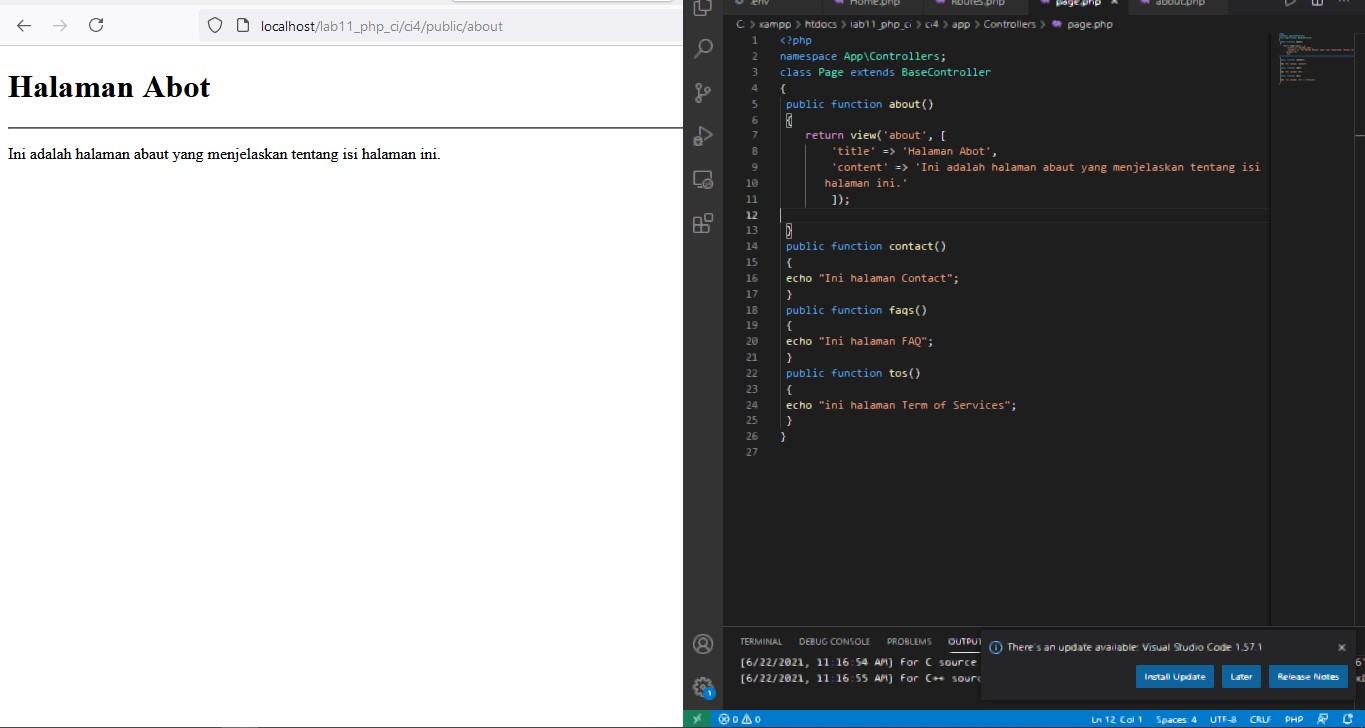 localhost/lab11_php_ci/ci4/public/about
Halaman Abot
Ini adalah halaman abaut yang menjelaskan tentang isi halaman ini.
.env
Home.php
Routes.php
page.php
about.php
C: > xampp > htdocs > lab11_php_ci > ci4 > app > Controllers > page.php
1 <?php
2 namespace App\Controllers;
3 class Page extends BaseController
4 {
5 public function about()
6 {
7 return view('about', [
8 'title' => 'Halaman Abot',
9 'content' => 'Ini adalah halaman abaut yang menjelaskan tentang isi
10 halaman ini.'
11 ]);
12
13 }
14 public function contact()
15 {
16 echo "Ini halaman Contact";
17 }
18 public function faqs()
19 {
20 echo "Ini halaman FAQ";
21 }
22 public function tos()
23 {
24 echo "ini halaman Term of Services";
25 }
26 }
27
TERMINAL DEBUG CONSOLE PROBLEMS OUTPUT
[6/22/2021, 11:16:54 AM] For C source
[6/22/2021, 11:16:55 AM] For C++ sourc
There's an update available: Visual Studio Code 1.57.1
Install Update Later Release Notes
1
0 0 Ln 12, Col 1 Spaces: 4 UTF-8 CRLF PHP